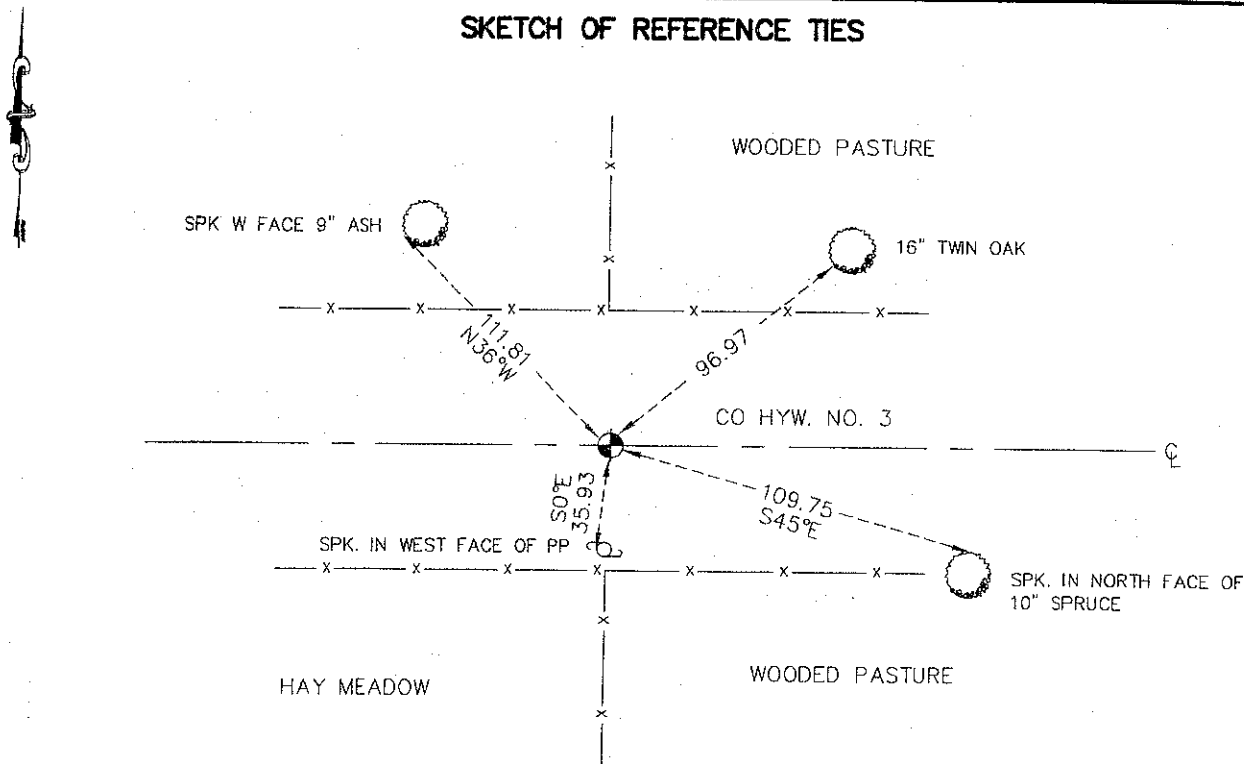 SKETCH OF REFERENCE TIES
WOODED PASTURE
SPK W FACE 9" ASH
16" TWIN OAK
111.81
N36°W
96.97
CO HYW. NO. 3
S0°E
35.93
109.75
S45°E
SPK. IN WEST FACE OF PP
SPK. IN NORTH FACE OF
10" SPRUCE
HAY MEADOW
WOODED PASTURE